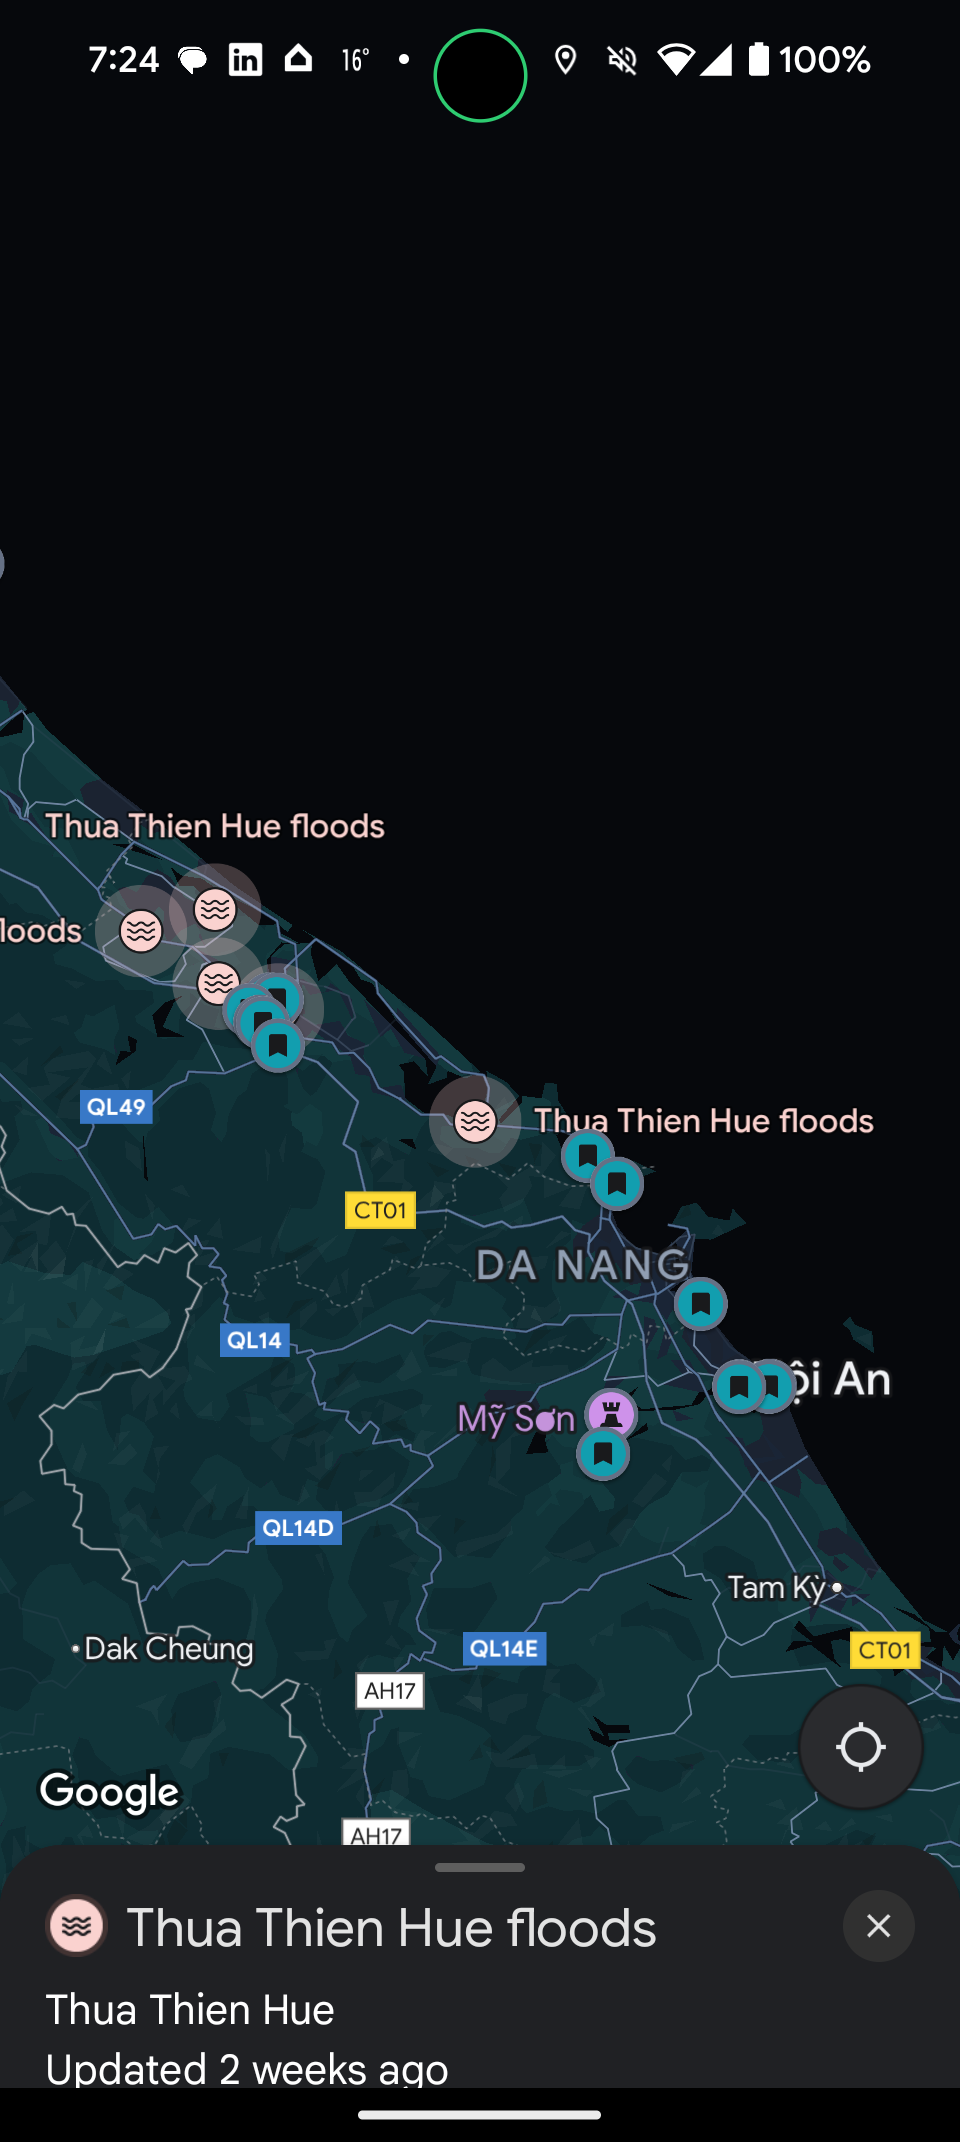 7:24 16° 100%
Thua Thien Hue floods
loods
QL49
Thua Thien Hue floods
CT01
DA NANG
QL14
ội An
Mỹ Sơn
QL14D
Tam Kỳ
Dak Cheung
QL14E
CT01
AH17
Google
AH17
Thua Thien Hue floods
Thua Thien Hue
Updated 2 weeks ago